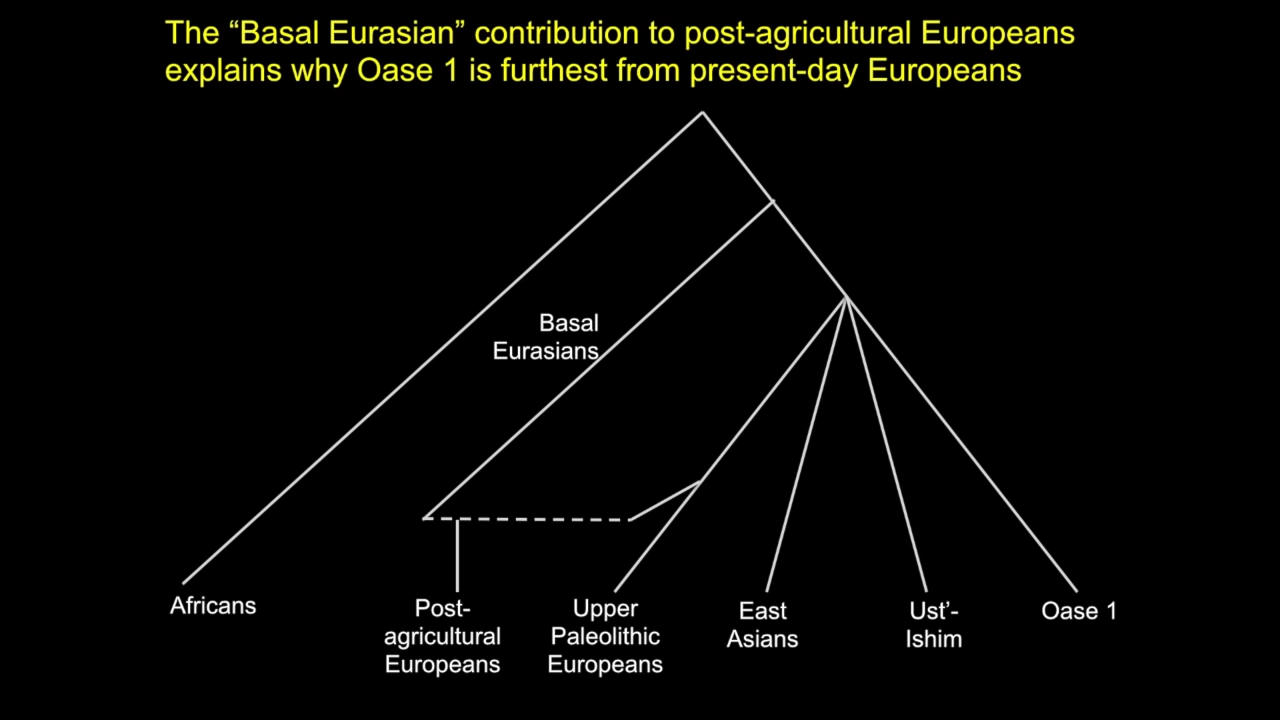 The “Basal Eurasian” contribution to post-agricultural Europeans
explains why Oase 1 is furthest from present-day Europeans
Basal
Eurasians
Africans
Post-
agricultural
Europeans
Upper
Paleolithic
Europeans
East
Asians
Ust’-
Ishim
Oase 1